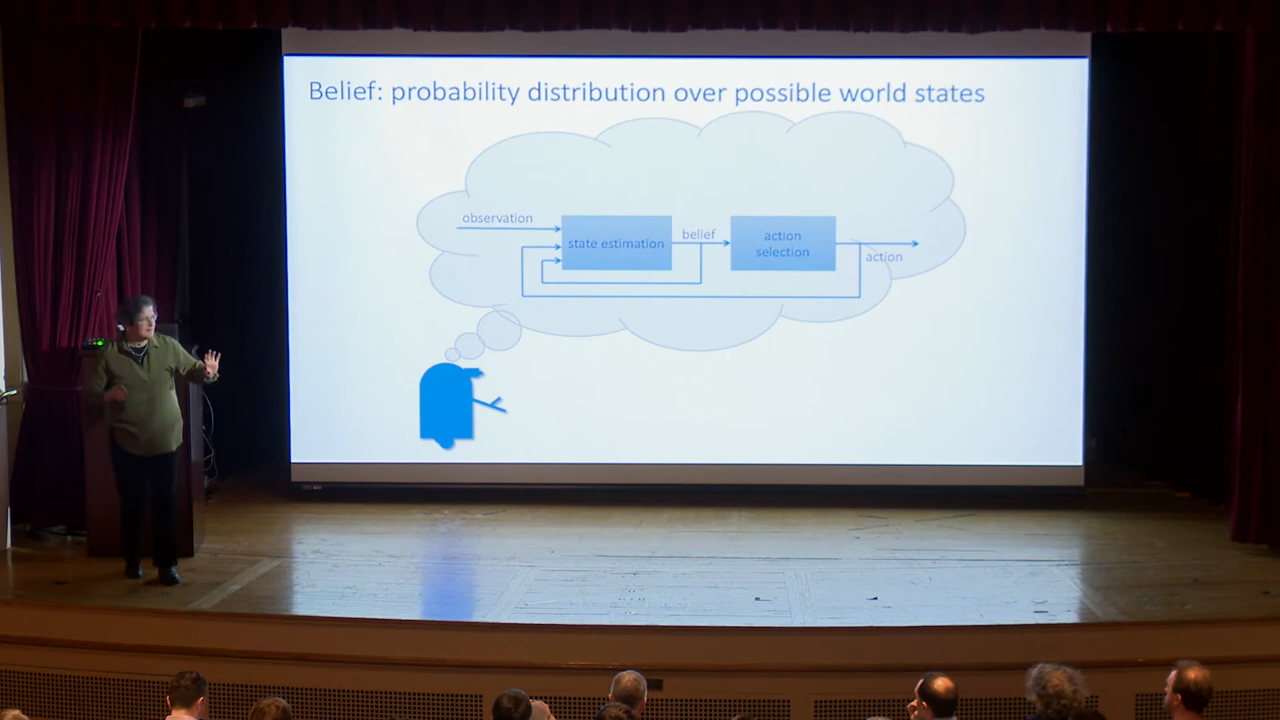 Belief: probability distribution over possible world states
observation
state estimation
belief
action
selection
action